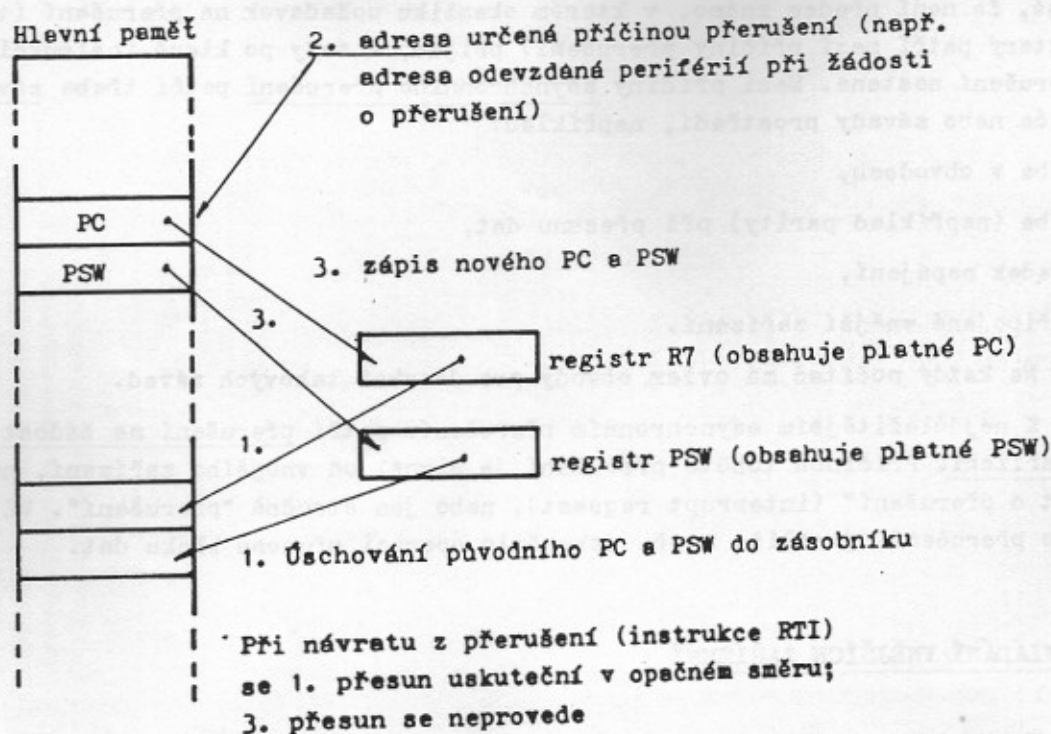 Hlavní paměť
2. adresa určená příčinou přerušení (např.
adresa odevzdaná periférií při žádosti
o přerušení)
PC
PSW
3. zápis nového PC a PSW
3.
registr R7 (obsahuje platné PC)
1.
registr PSW (obsahuje platné PSW)
1. Uschování původního PC a PSW do zásobníku
Při návratu z přerušení (instrukce RTI)
se 1. přesun uskuteční v opačném směru;
3. přesun se neprovede